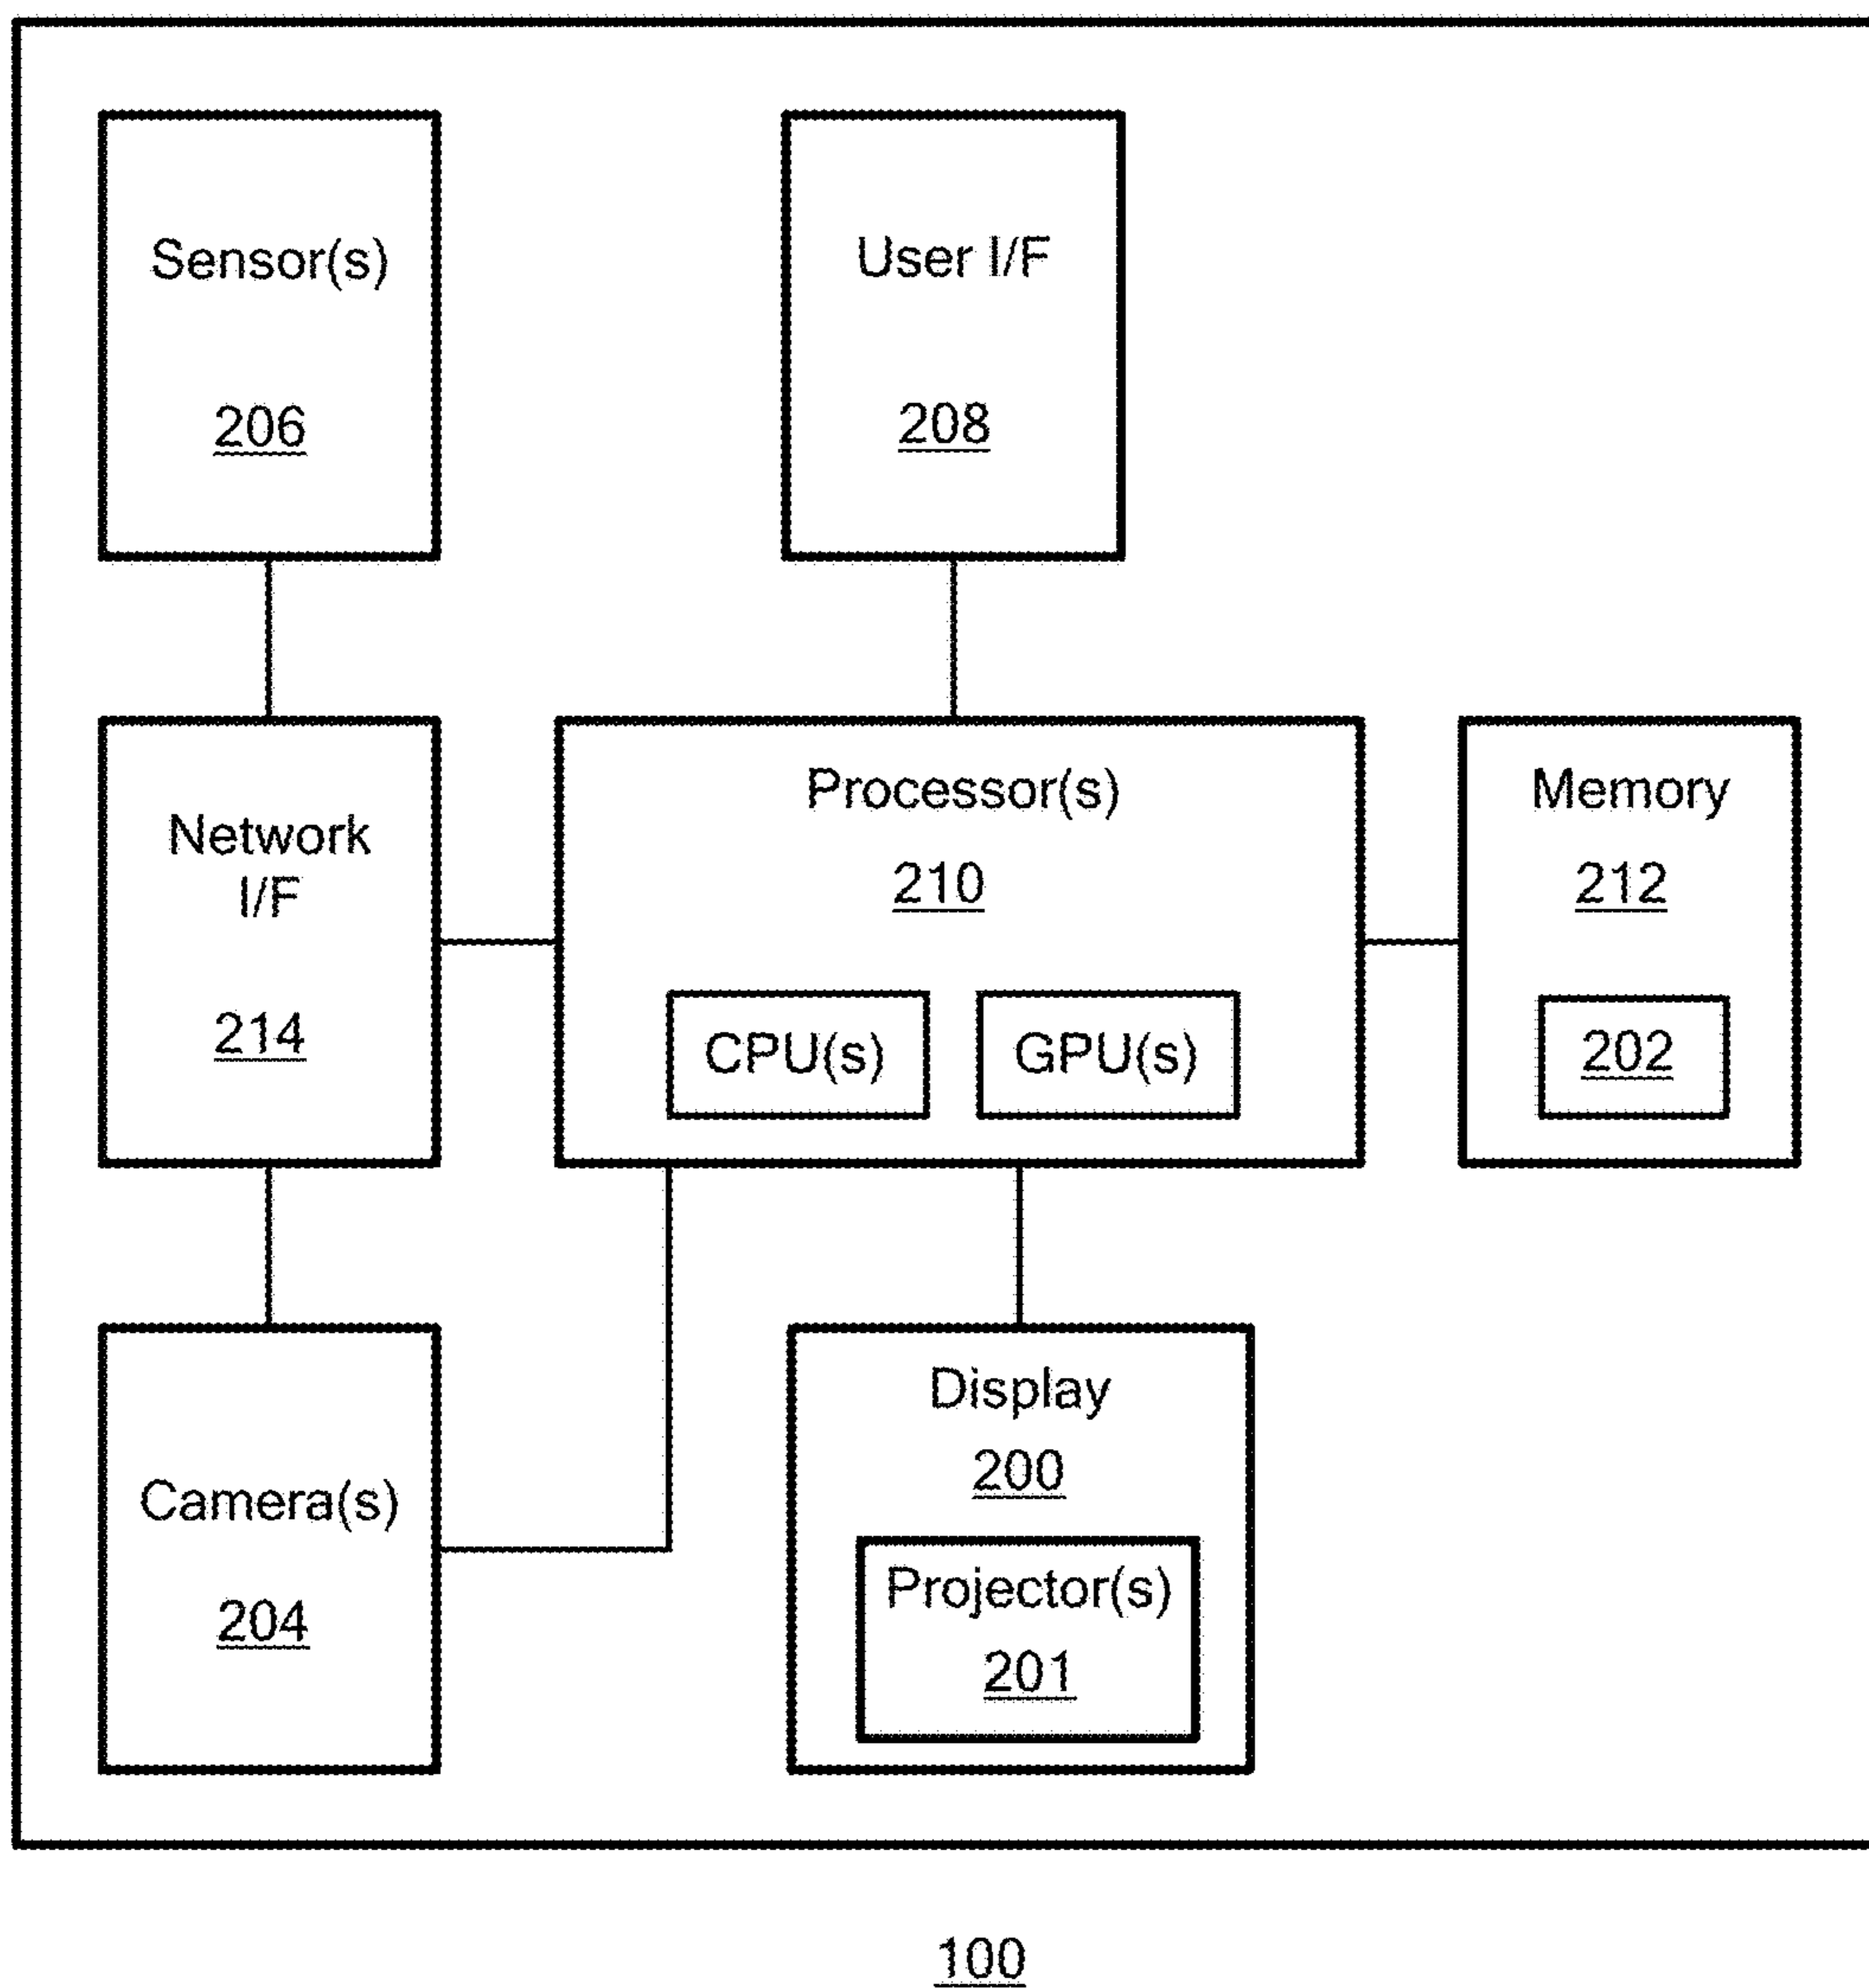 Sensor(s)
206
User I/F
208
Network
I/F
214
Processor(s)
210
CPU(s)
GPU(s)
Memory
212
202
Camera(s)
204
Display
200
Projector(s)
201
100